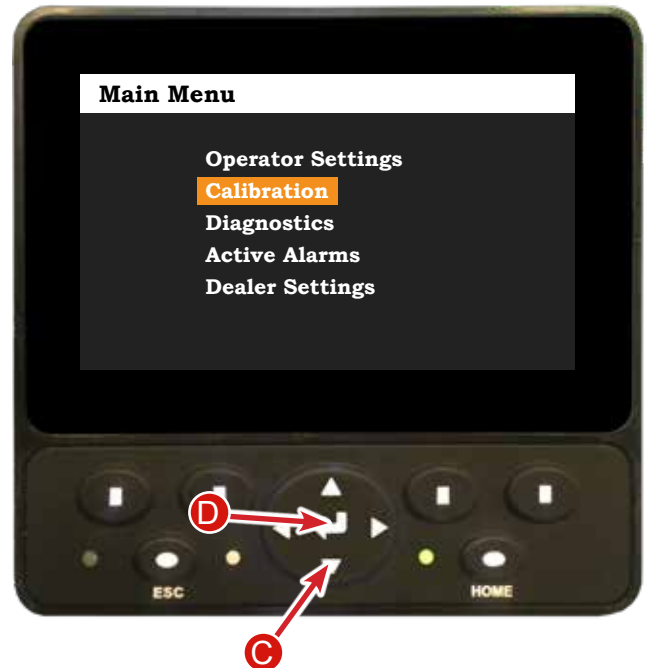 Main Menu
Operator Settings
Calibration
Diagnostics
Active Alarms
Dealer Settings
D
ESC
HOME
C